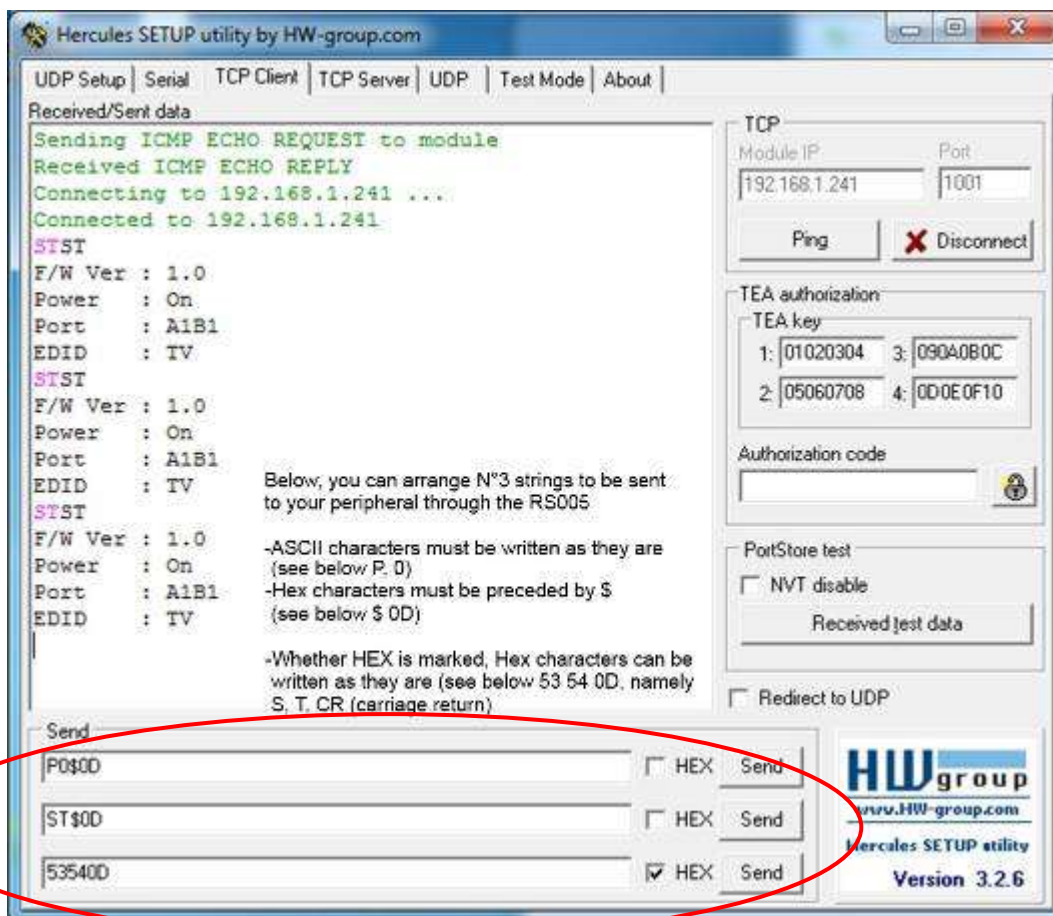 Hercules SETUP utility by HW-group.com
UDP Setup Serial TCP Client TCP Server UDP Test Mode About
Received/Sent data
Sending ICMP ECHO REQUEST to module
Received ICMP ECHO REPLY
Connecting to 192.168.1.241 ...
Connected to 192.168.1.241
STST
F/W Ver : 1.0
Power : On
Port : A1B1
EDID : TV
STST
F/W Ver : 1.0
Power : On
Port : A1B1
EDID : TV
STST
F/W Ver : 1.0
Power : On
Port : A1B1
EDID : TV
Below, you can arrange N°3 strings to be sent
to your peripheral through the RS005
-ASCII characters must be written as they are
(see below P, 0)
-Hex characters must be preceded by $
(see below $ 0D)
-Whether HEX is marked, Hex characters can be
written as they are (see below 53 54 0D, namely
S, T, CR (carriage return)
TCP
Module IP Port
192.168.1.241 1001
Ping Disconnect
TEA authorization
TEA key
1: 01020304 3: 090A0B0C
2: 05060708 4: 0D0E0F10
Authorization code
PortStore test
NVT disable
Received test data
Redirect to UDP
Send
P0$0D HEX Send
ST$0D HEX Send
53540D HEX Send
HW group
www.HW-group.com
Hercules SETUP utility
Version 3.2.6